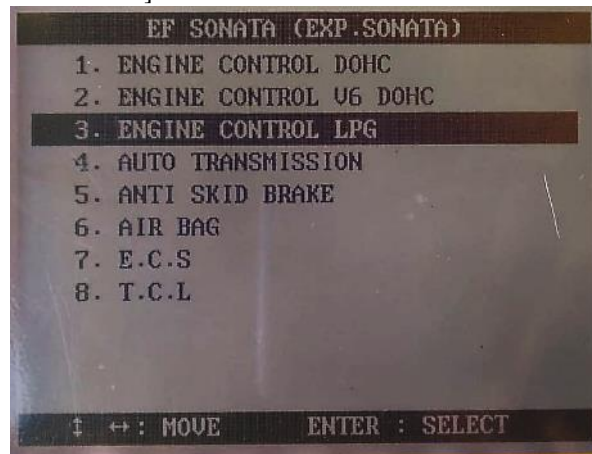 EF SONATA (EXP.SONATA)
1. ENGINE CONTROL DOHC
2. ENGINE CONTROL V6 DOHC
3. ENGINE CONTROL LPG
4. AUTO TRANSMISSION
5. ANTI SKID BRAKE
6. AIR BAG
7. E.C.S
8. T.C.L
↕ ↔: MOVE ENTER : SELECT